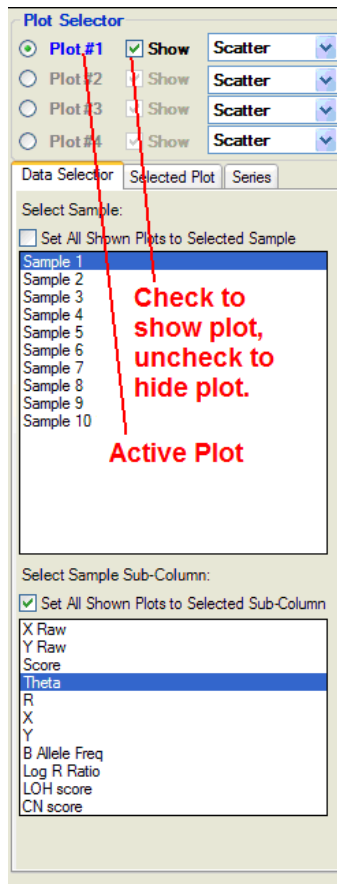 Plot Selector
Plot #1 Show Scatter
Plot #2 Show Scatter
Plot #3 Show Scatter
Plot #4 Show Scatter
Data Selector Selected Plot Series
Select Sample:
Set All Shown Plots to Selected Sample
Sample 1
Sample 2
Sample 3
Sample 4
Sample 5
Sample 6
Sample 7
Sample 8
Sample 9
Sample 10
Check to
show plot,
uncheck to
hide plot.
Active Plot
Select Sample Sub-Column:
Set All Shown Plots to Selected Sub-Column
X Raw
Y Raw
Score
Theta
R
X
Y
B Allele Freq
Log R Ratio
LOH score
CN score